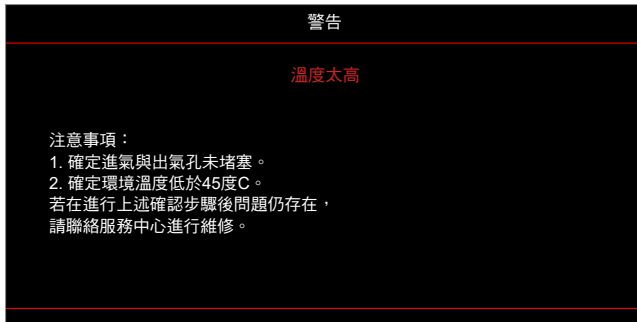 警告
溫度太高
注意事項：
1. 確定進氣與出氣孔未堵塞。
2. 確定環境溫度低於45度C。
若在進行上述確認步驟後問題仍存在，
請聯絡服務中心進行維修。